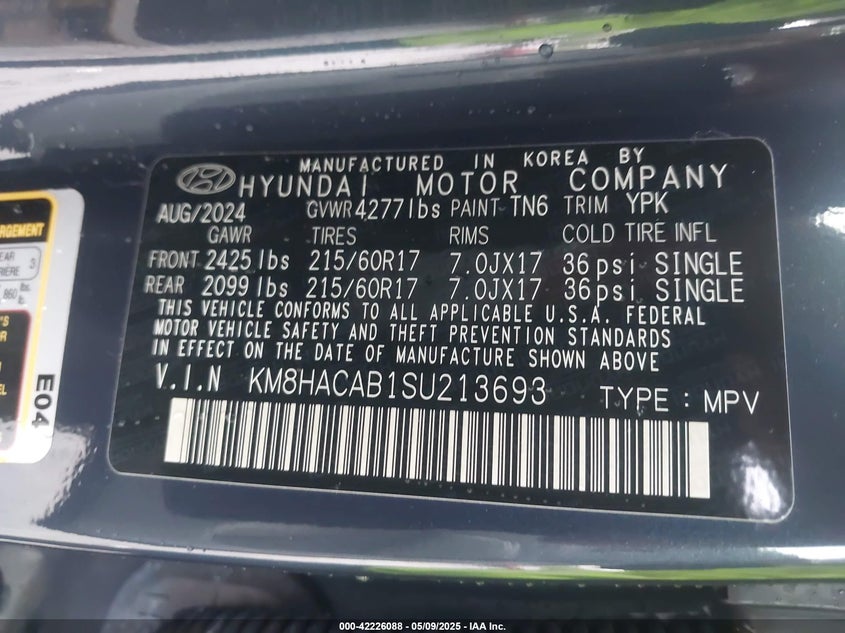 MANUFACTURED IN KOREA BY
HYUNDAI MOTOR COMPANY
AUG/2024 GVWR 4277 lbs PAINT TN6 TRIM YPK
GAWR TIRES RIMS COLD TIRE INFL
FRONT 2425 lbs 215/60R17 7.0JX17 36 psi SINGLE
REAR 2099 lbs 215/60R17 7.0JX17 36 psi SINGLE
THIS VEHICLE CONFORMS TO ALL APPLICABLE U.S.A. FEDERAL
MOTOR VEHICLE SAFETY AND THEFT PREVENTION STANDARDS
IN EFFECT ON THE DATE OF MANUFACTURE SHOWN ABOVE
V.I.N KM8HACAB1SU213693 TYPE : MPV
E04
000-42226088 - 05/09/2025 - IAA Inc.